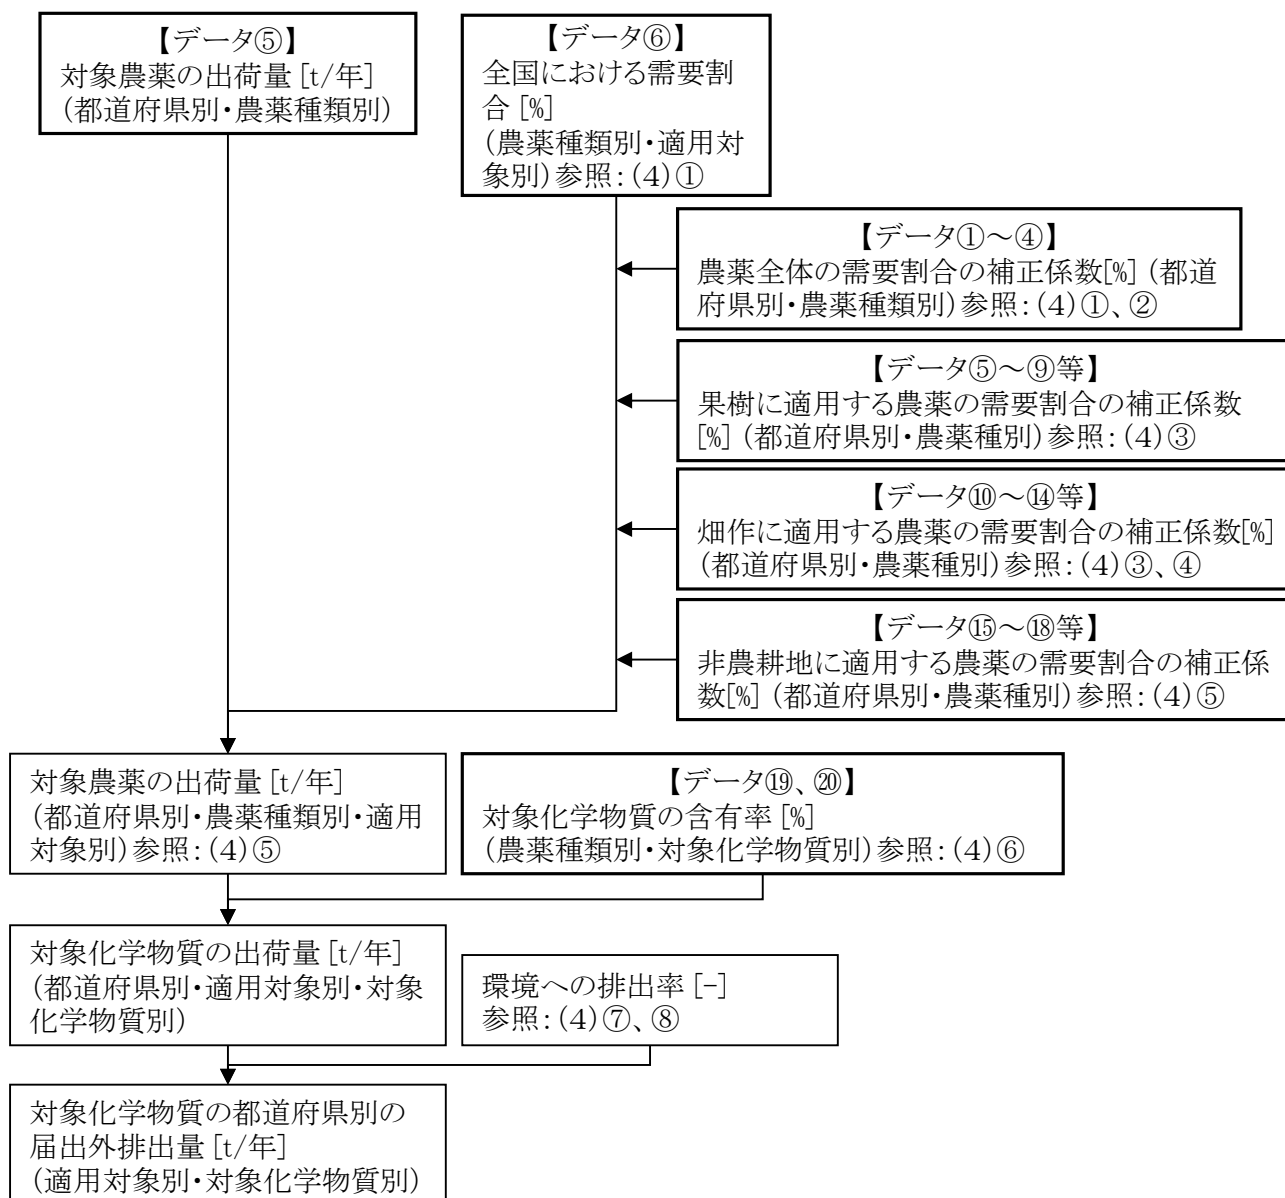 【データ⑤】
対象農薬の出荷量[t/年]
(都道府県別・農薬種類別)
【データ⑥】
全国における需要割
合[%]
(農薬種類別・適用対
象別)参照:(4)①
【データ①~④】
農薬全体の需要割合の補正係数[%](都道
府県別・農薬種類別)参照:(4)①、②
【データ⑤~⑨等】
果樹に適用する農薬の需要割合の補正係数
[%](都道府県別・農薬種別)参照:(4)③
【データ⑩~⑭等】
畑作に適用する農薬の需要割合の補正係数[%]
(都道府県別・農薬種別)参照:(4)③、④
【データ⑮~⑱等】
非農耕地に適用する農薬の需要割合の補正係
数[%](都道府県別・農薬種別)参照:(4)⑤
対象農薬の出荷量[t/年]
(都道府県別・農薬種類別・適用
対象別)参照:(4)⑤
【データ⑲、⑳】
対象化学物質の含有率[%]
(農薬種類別・対象化学物質別)参照:(4)⑥
対象化学物質の出荷量[t/年]
(都道府県別・適用対象別・対象
化学物質別)
環境への排出率[-]
参照:(4)⑦、⑧
対象化学物質の都道府県別の
届出外排出量[t/年]
(適用対象別・対象化学物質別)